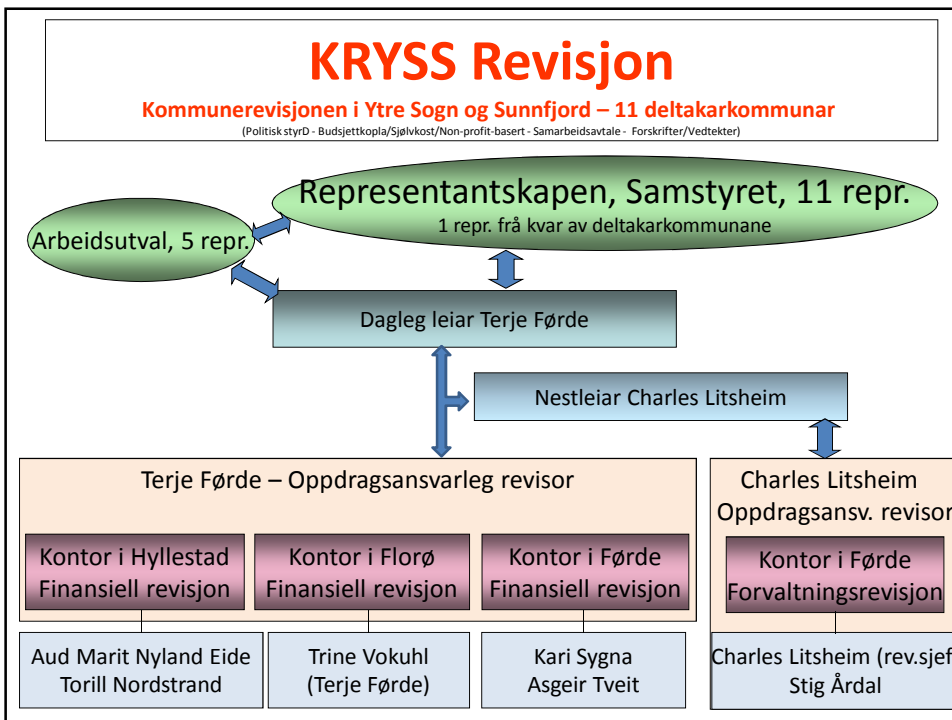 KRYSS Revisjon
Kommunerevisjonen i Ytre Sogn og Sunnfjord – 11 deltakarkommunar
(Politisk styrD - Budsjettkopla/Sjølvkost/Non-profit-basert - Samarbeidsavtale - Forskrifter/Vedtekter)
Representantskapen, Samstyret, 11 repr.
1 repr. frå kvar av deltakarkommunane
Arbeidsutval, 5 repr.
Dagleg leiar Terje Førde
Nestleiar Charles Litsheim
Terje Førde – Oppdragsansvarleg revisor
Kontor i Hyllestad
Finansiell revisjon
Kontor i Florø
Finansiell revisjon
Kontor i Førde
Finansiell revisjon
Aud Marit Nyland Eide
Torill Nordstrand
Trine Vokuhl
(Terje Førde)
Kari Sygna
Asgeir Tveit
Charles Litsheim
Oppdragsansv. revisor
Kontor i Førde
Forvaltningsrevisjon
Charles Litsheim (rev.sjef
Stig Årdal